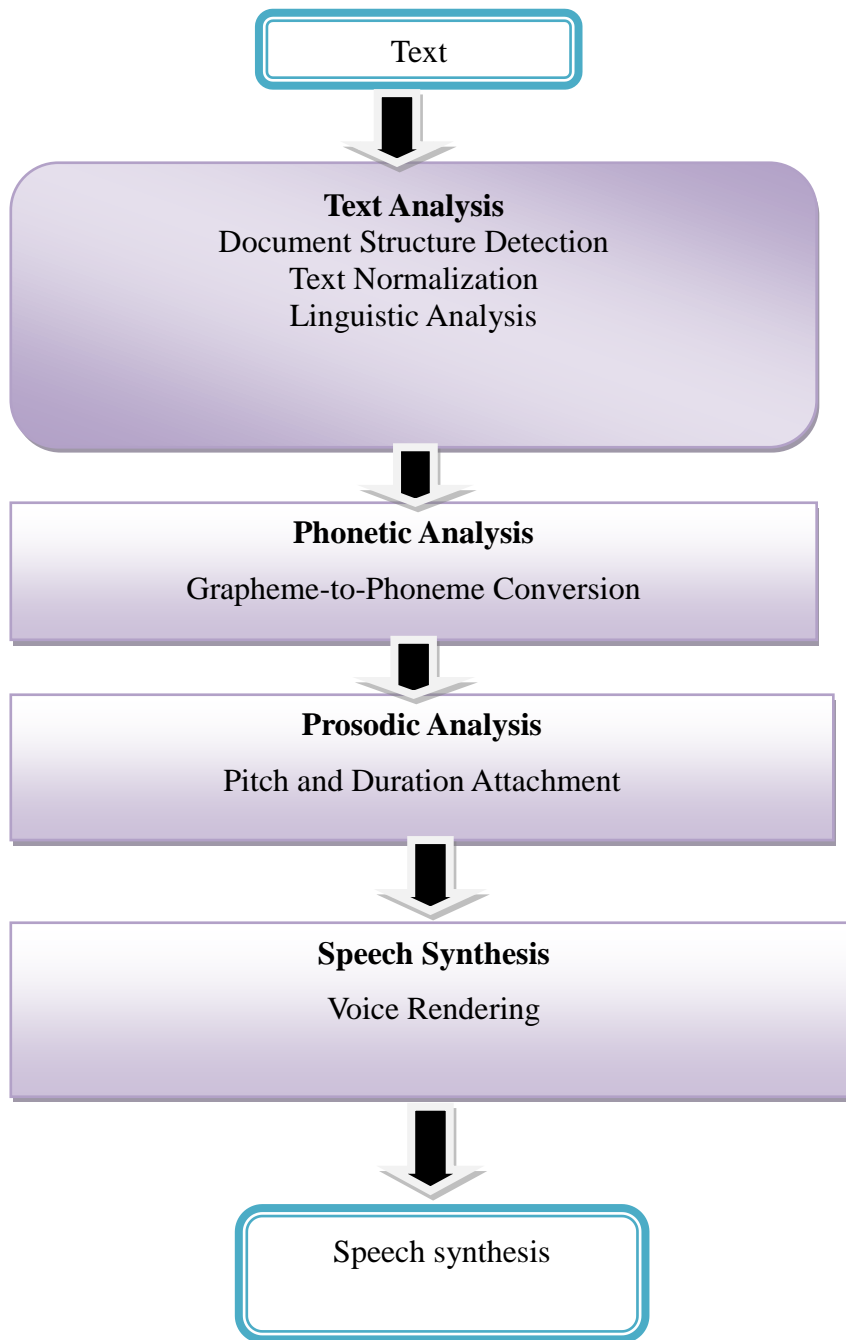 Text
Text Analysis
Document Structure Detection
Text Normalization
Linguistic Analysis
Phonetic Analysis
Grapheme-to-Phoneme Conversion
Prosodic Analysis
Pitch and Duration Attachment
Speech Synthesis
Voice Rendering
Speech synthesis